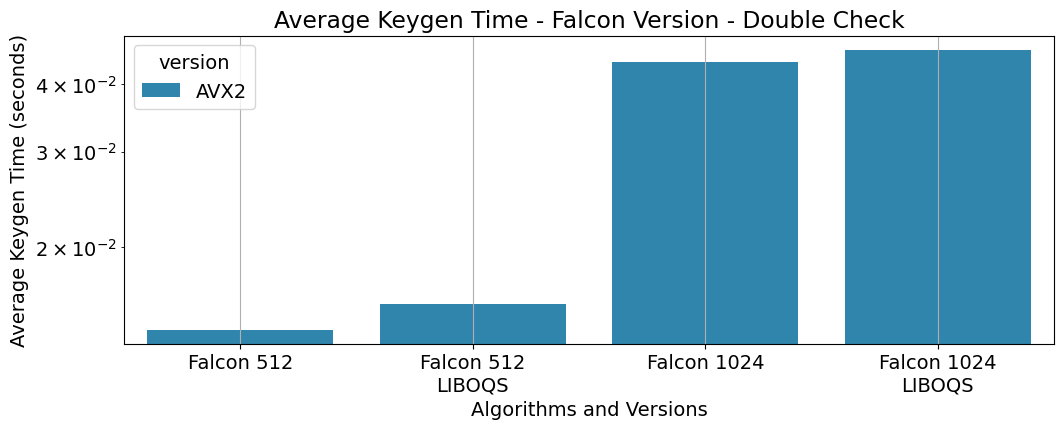 Average Keygen Time - Falcon Version - Double Check
Average Keygen Time (seconds)
4 × 10⁻²
3 × 10⁻²
2 × 10⁻²
version
AVX2
Falcon 512
Falcon 512
LIBOQS
Falcon 1024
Falcon 1024
LIBOQS
Algorithms and Versions